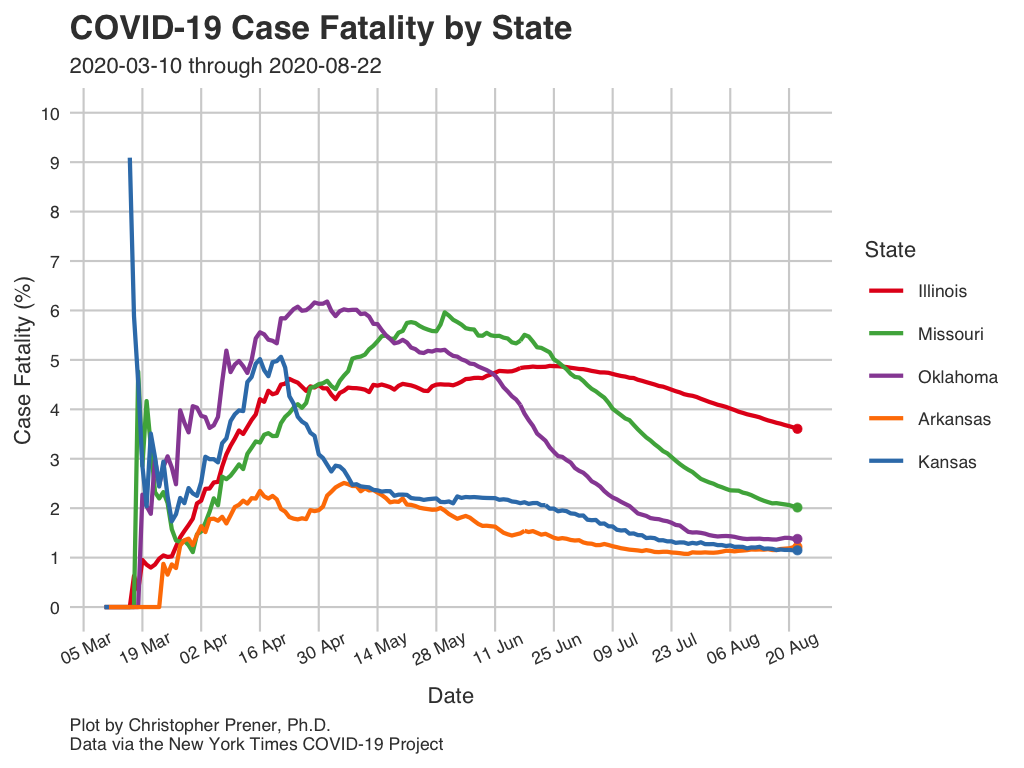 COVID-19 Case Fatality by State
2020-03-10 through 2020-08-22
Case Fatality (%)
10
9
8
7
6
5
4
3
2
1
0
05 Mar
19 Mar
02 Apr
16 Apr
30 Apr
14 May
28 May
11 Jun
25 Jun
09 Jul
23 Jul
06 Aug
20 Aug
Date
State
Illinois
Missouri
Oklahoma
Arkansas
Kansas
Plot by Christopher Prener, Ph.D.
Data via the New York Times COVID-19 Project